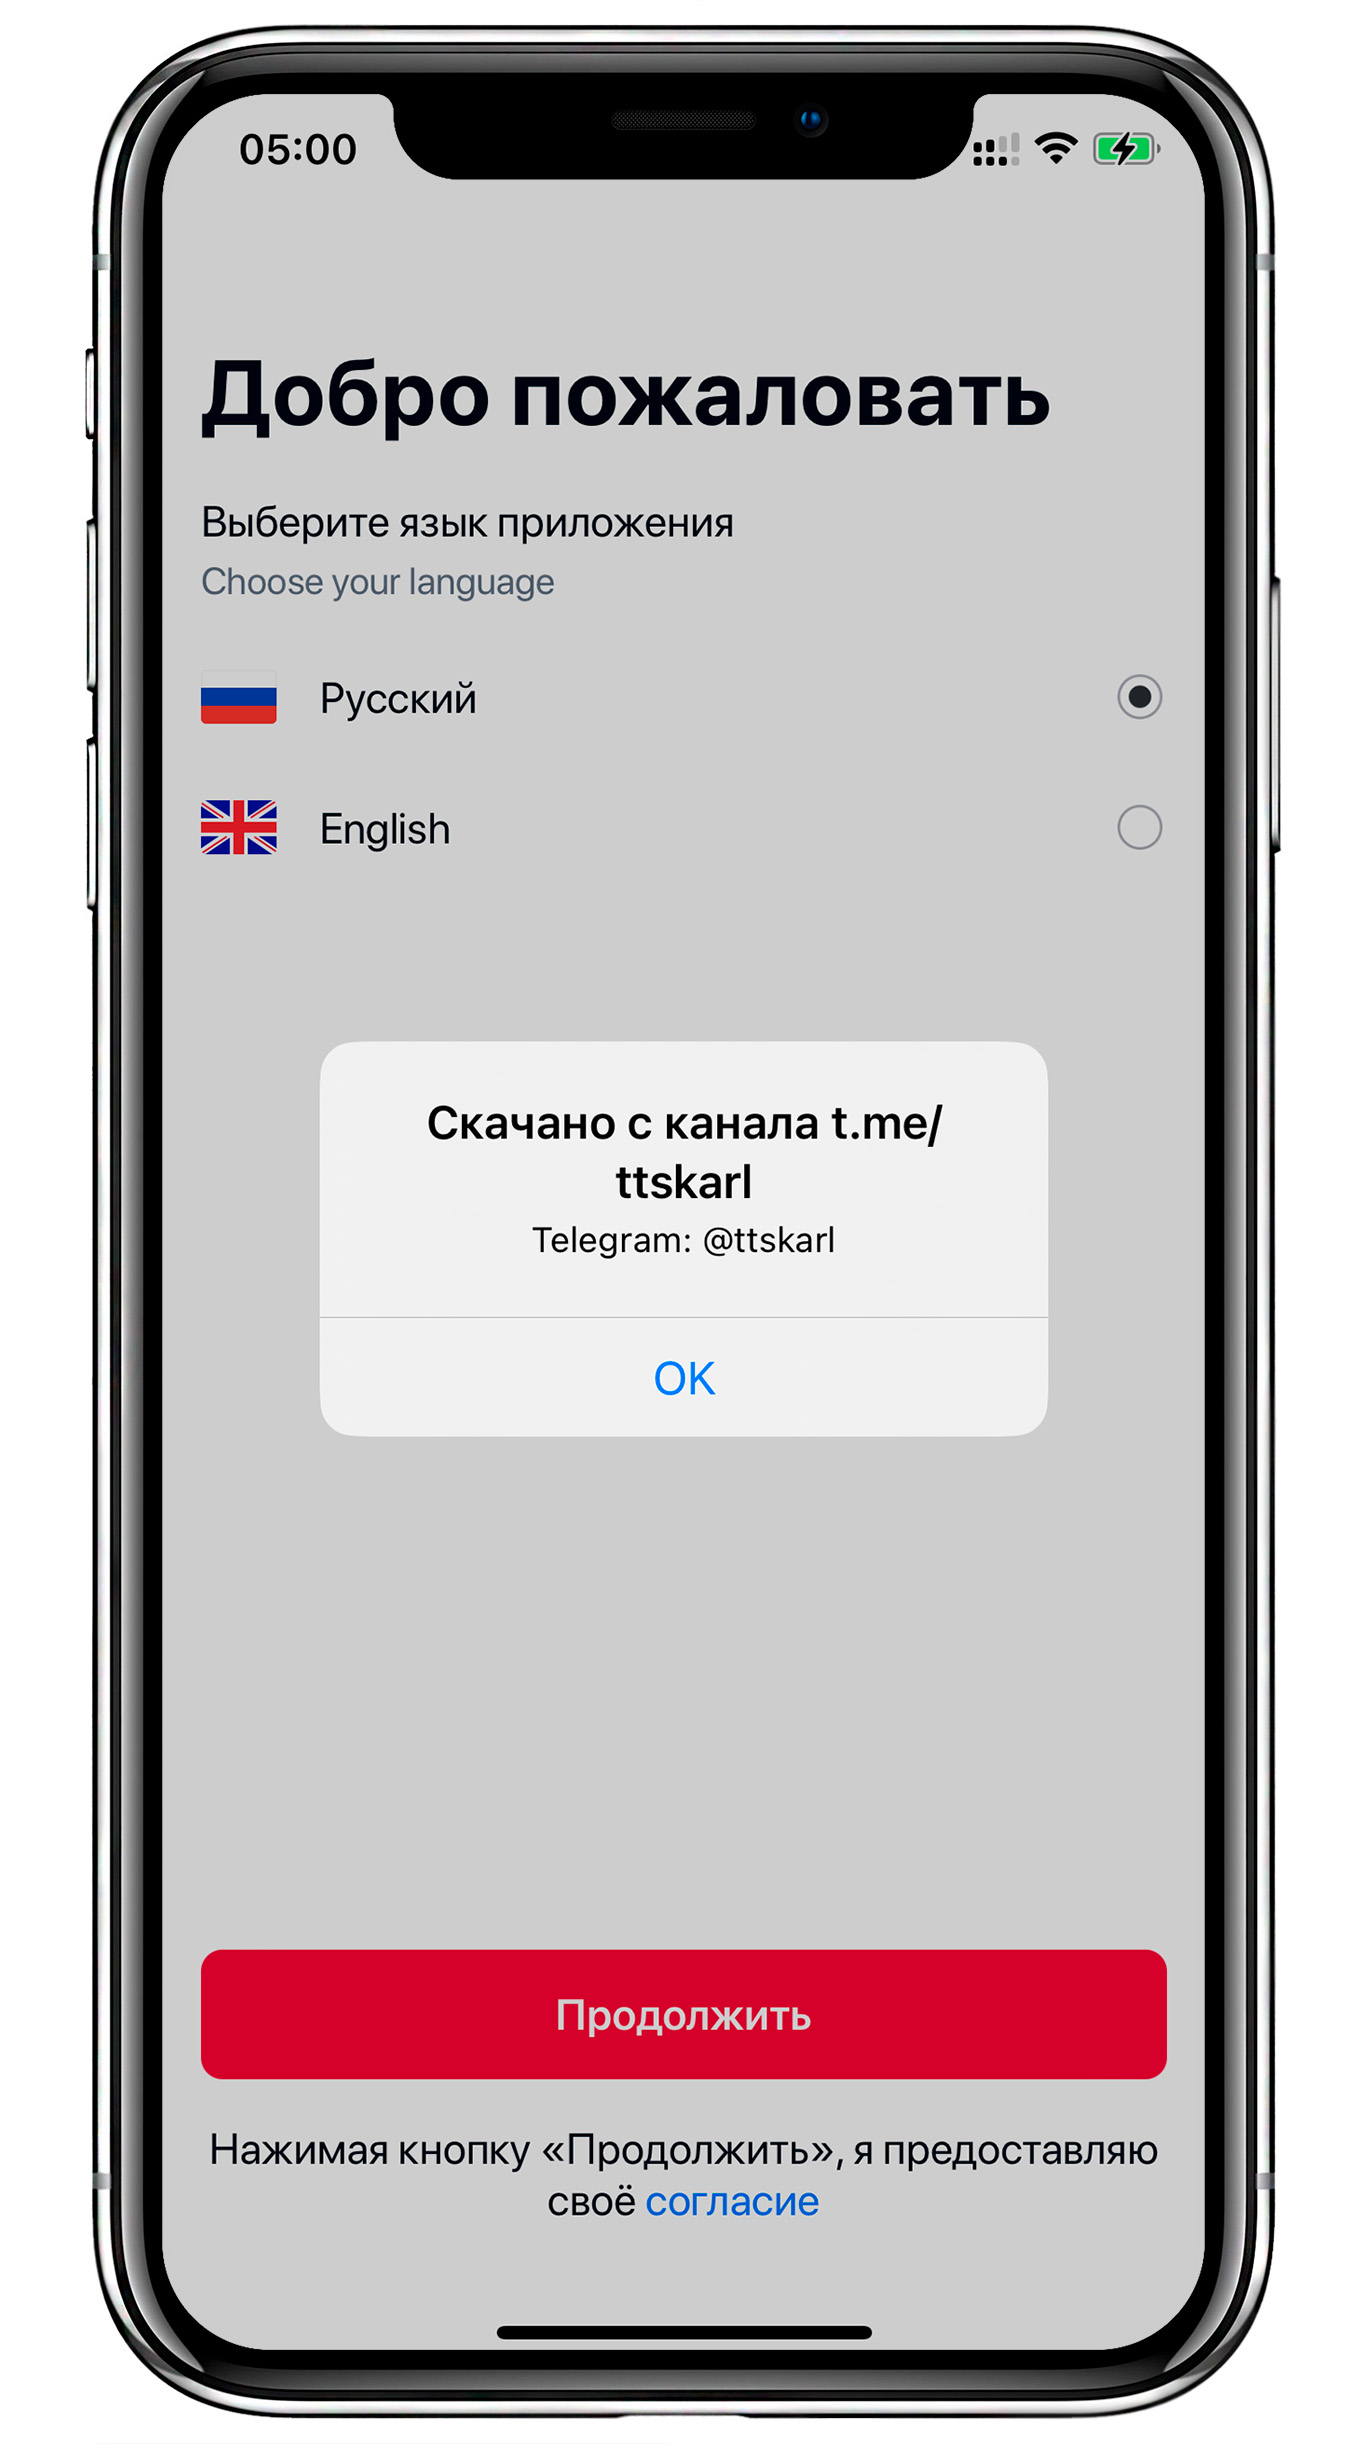 05:00
Добро пожаловать
Выберите язык приложения
Choose your language
Русский
English
Скачано с канала t.me/
ttskarl
Telegram: @ttskarl
OK
Продолжить
Нажимая кнопку «Продолжить», я предоставляю
своё согласие